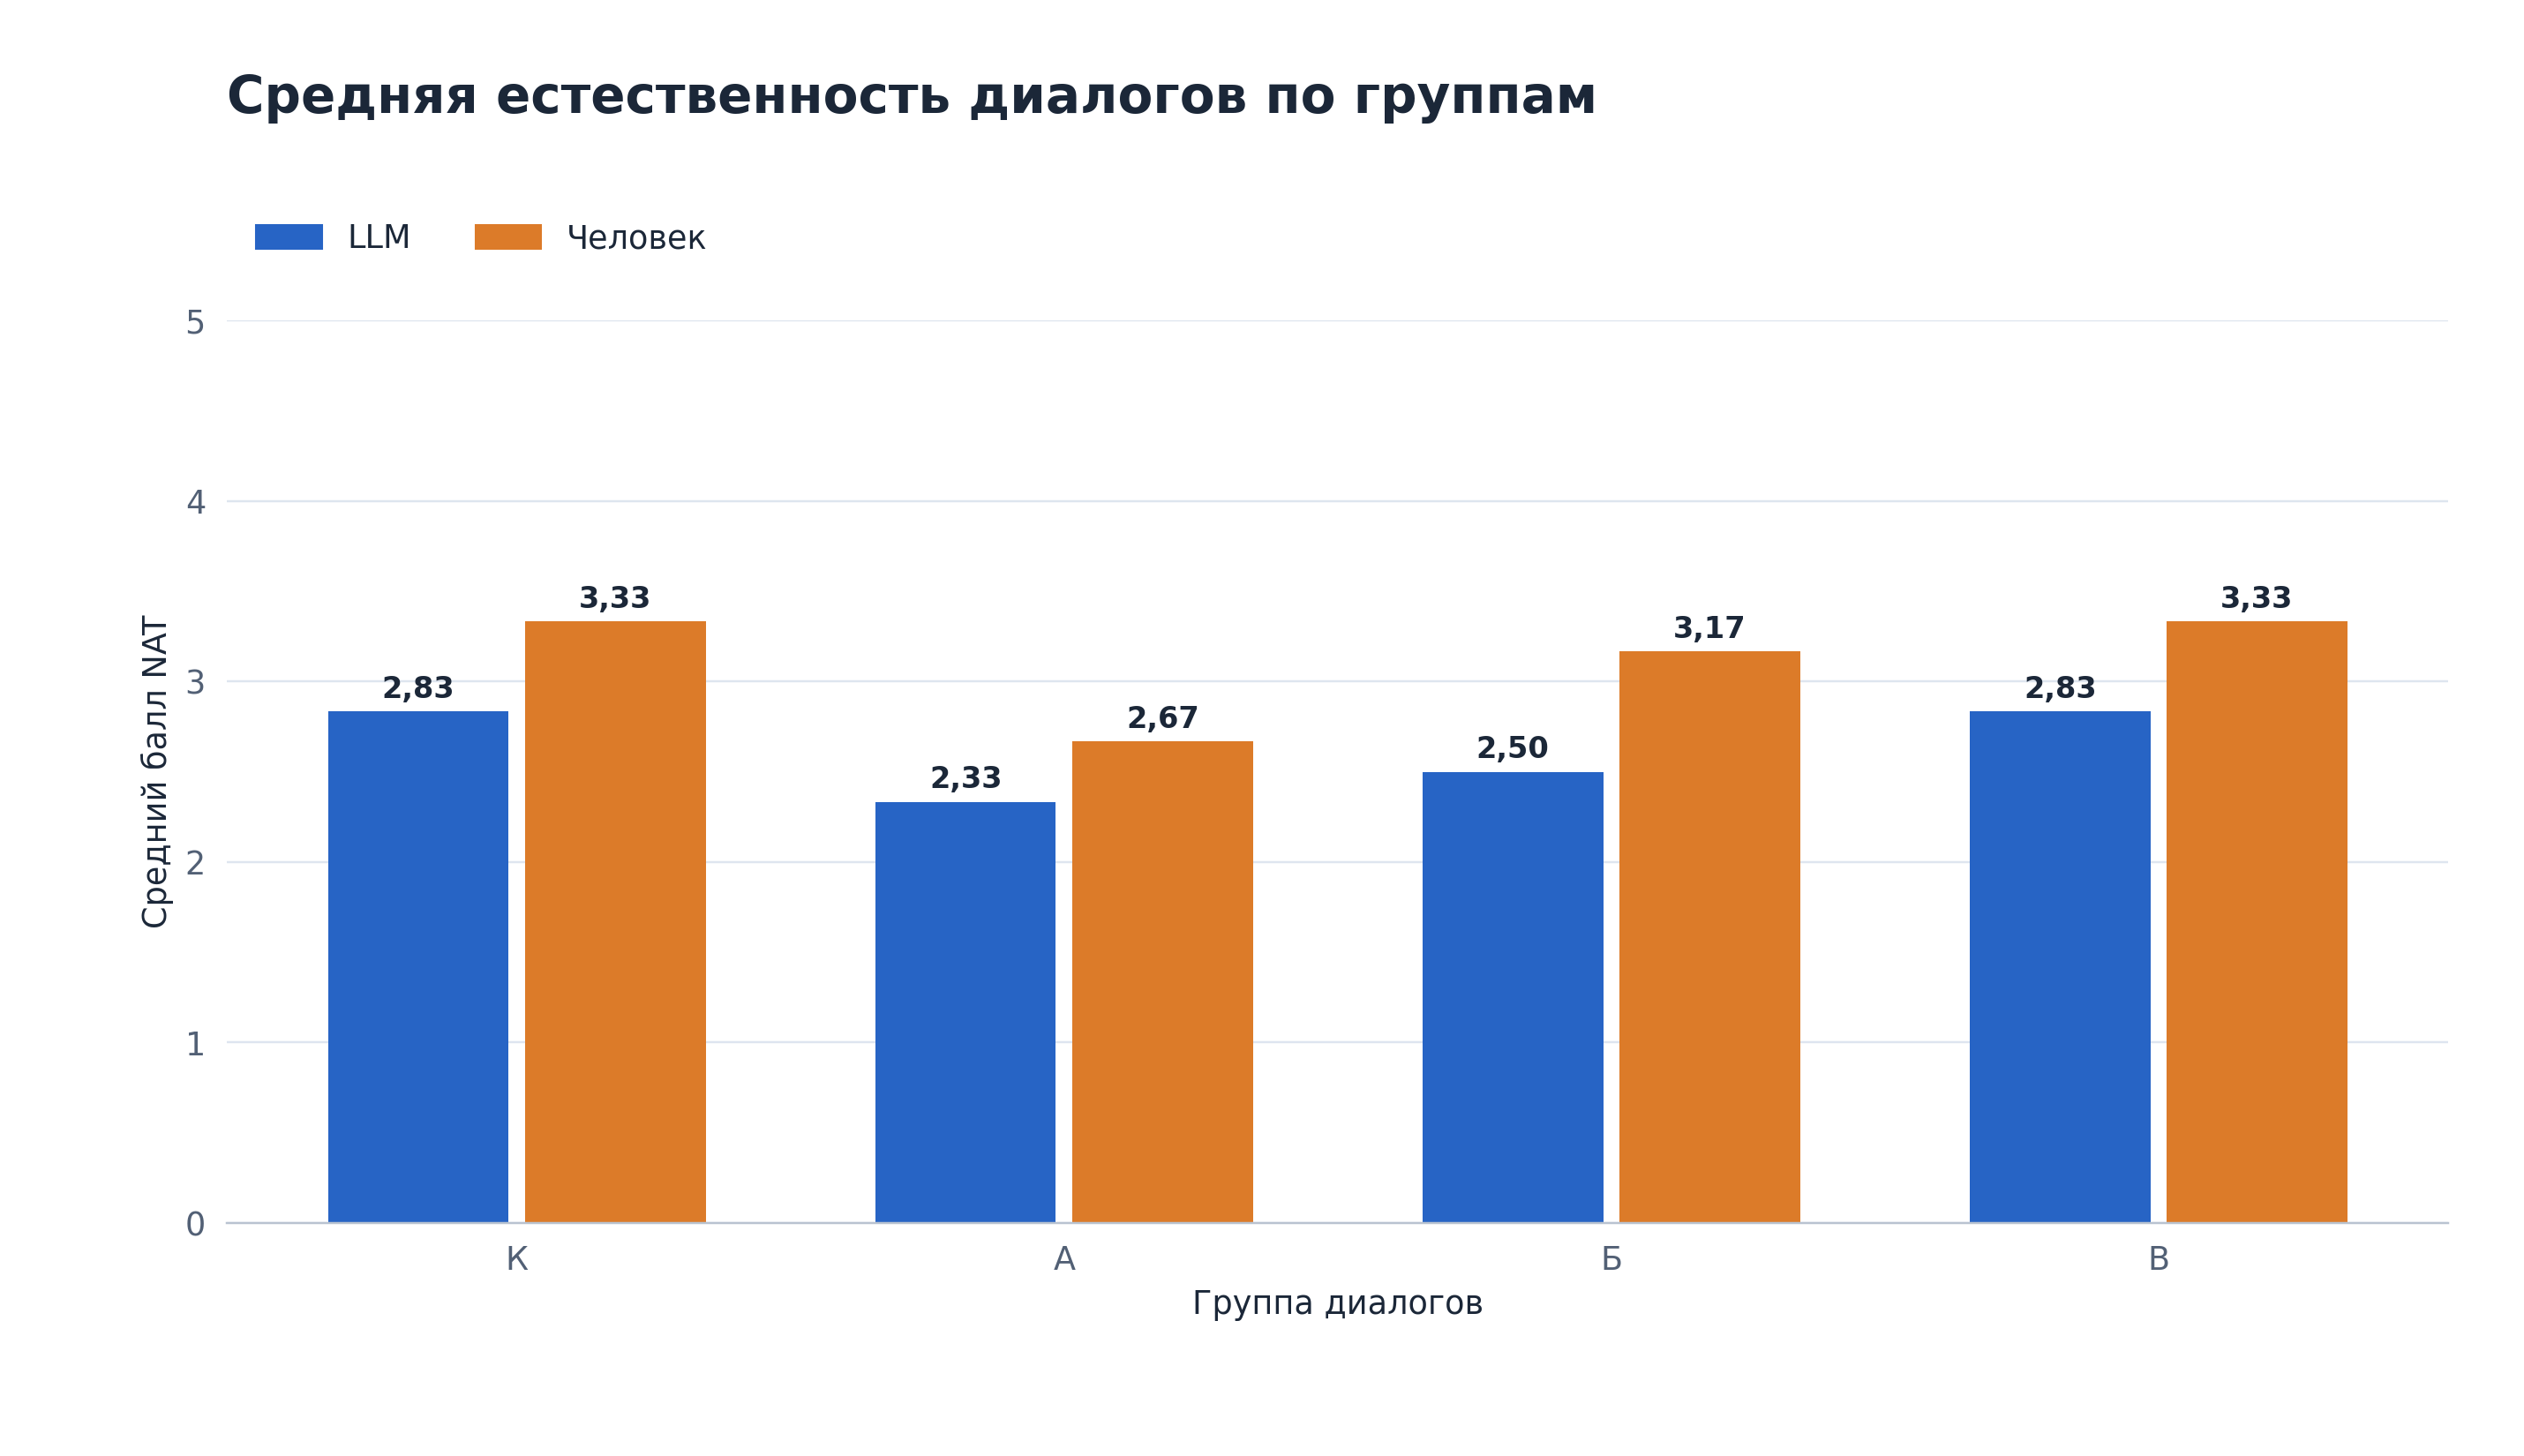 Средняя естественность диалогов по группам
LLM Человек
5
4
3
2
1
0
Средний балл NAT
2,83 3,33 2,33 2,67 2,50 3,17 2,83 3,33
К А Б В
Группа диалогов